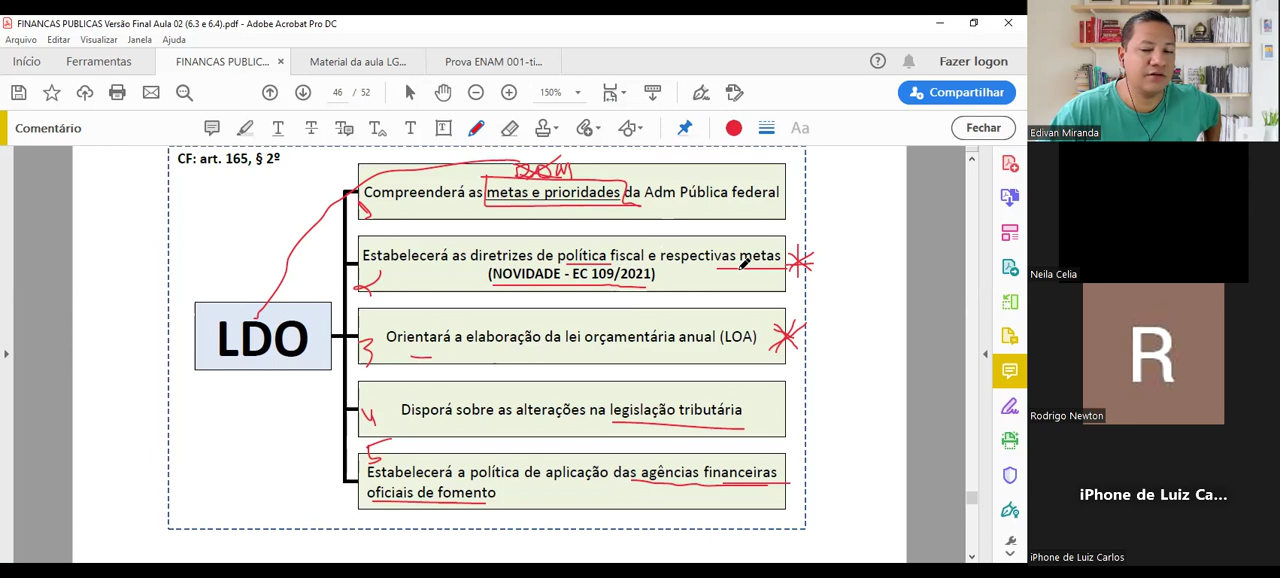 FINANCAS PUBLICAS Versão Final Aula 02 (6.3 e 6.4).pdf - Adobe Acrobat Pro DC
Arquivo Editar Visualizar Janela Ajuda
Início Ferramentas FINANCAS PUBLIC... × Material da aula LG... Prova ENAM 001-ti... Fazer logon
46 / 52 150% Compartilhar
Comentário Fechar
CF: art. 165, § 2º
Compreenderá as metas e prioridades da Adm Pública federal
1
Estabelecerá as diretrizes de política fiscal e respectivas metas
(NOVIDADE - EC 109/2021)
2
LDO
Orientará a elaboração da lei orçamentária anual (LOA)
3
Disporá sobre as alterações na legislação tributária
4
5
Estabelecerá a política de aplicação das agências financeiras
oficiais de fomento
Edivan Miranda
Neila Celia
R
Rodrigo Newton
iPhone de Luiz Ca...
iPhone de Luiz Carlos